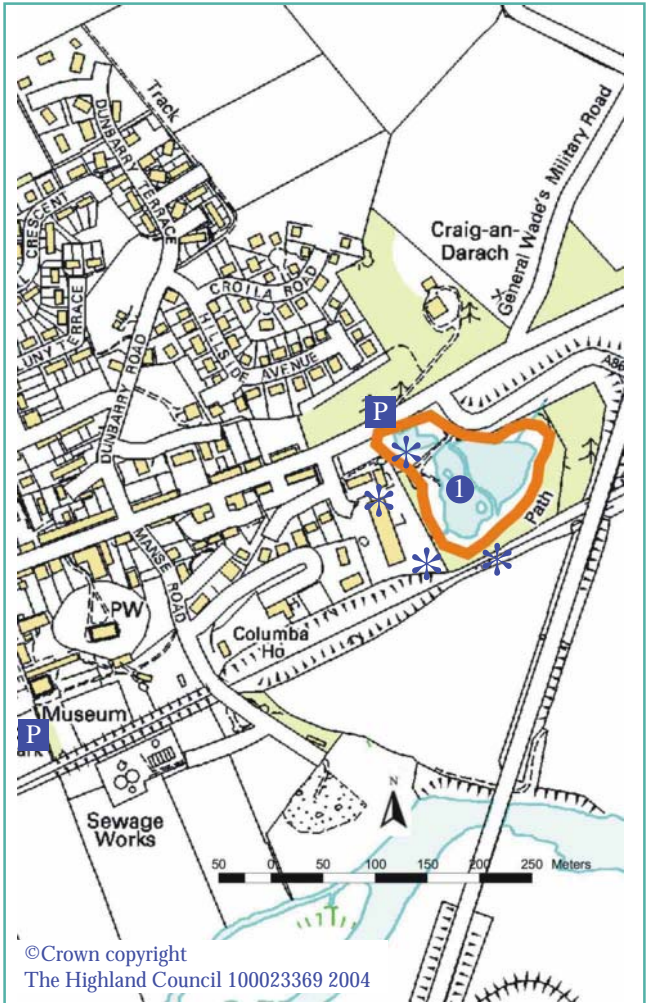 Track
DUNBARRY TERRACE
CRESCENT
DUNBARRY TERRACE
CROILA ROAD
HILLSIDE AVENUE
DUNBARRY ROAD
Craig-an-
Darach
General Wade's Military Road
P
1
Path
MANSE ROAD
PW
Columba
Ho
Museum
P
Sewage
Works
N
50 0 50 100 150 200 250 Meters
©Crown copyright
The Highland Council 100023369 2004